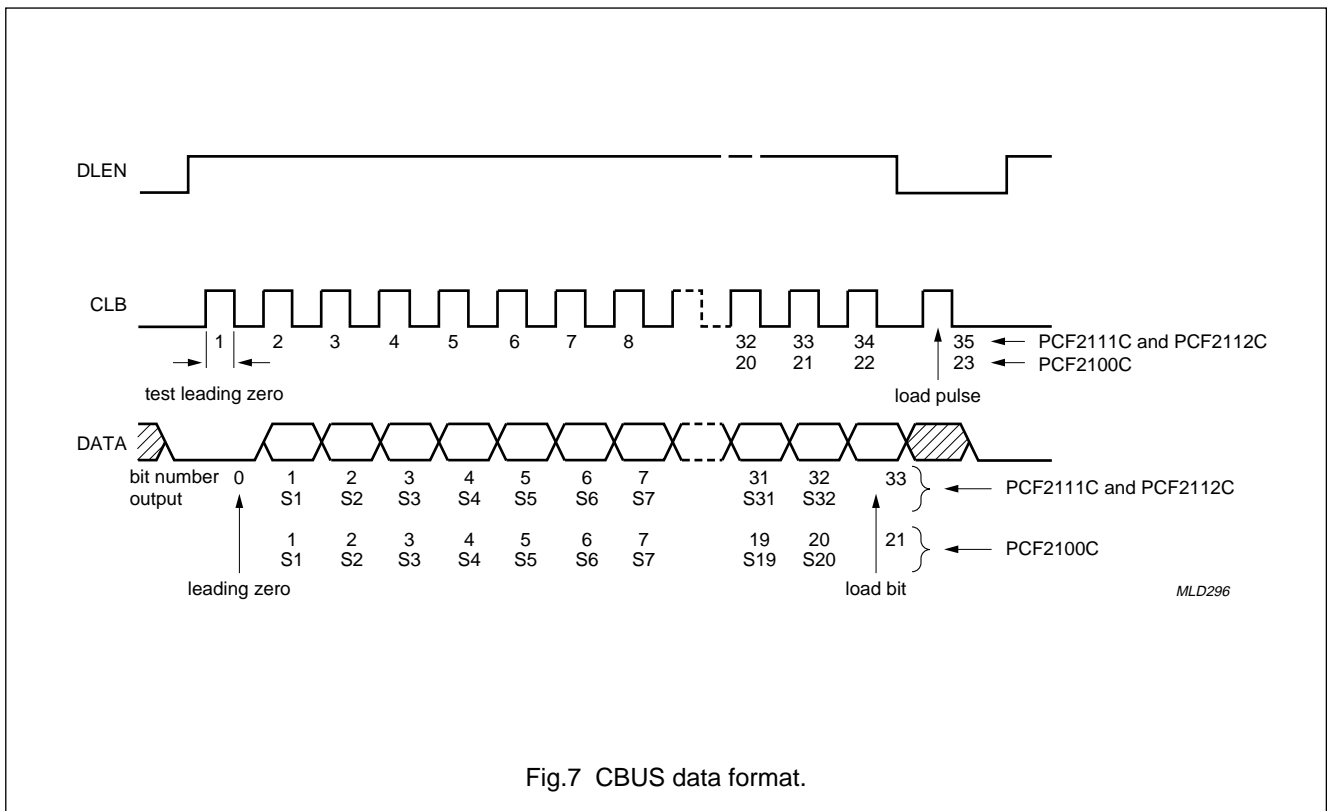 DLEN
CLB
1 2 3 4 5 6 7 8 32 33 34 35 PCF2111C and PCF2112C
20 21 22 23 PCF2100C
test leading zero load pulse
DATA
bit number 0 1 2 3 4 5 6 7 31 32 33 PCF2111C and PCF2112C
output S1 S2 S3 S4 S5 S6 S7 S31 S32
1 2 3 4 5 6 7 19 20 21 PCF2100C
S1 S2 S3 S4 S5 S6 S7 S19 S20
leading zero load bit MLD296
Fig.7 CBUS data format.